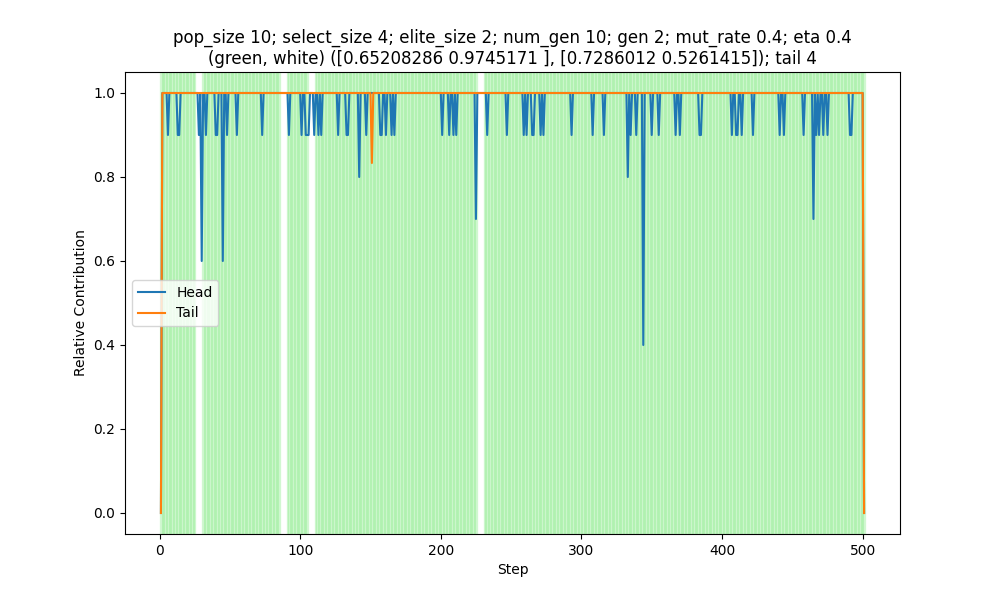 pop_size 10; select_size 4; elite_size 2; num_gen 10; gen 2; mut_rate 0.4; eta 0.4
(green, white) ([0.65208286 0.9745171 ], [0.7286012 0.5261415]); tail 4
1.0
0.8
0.6
0.4
0.2
0.0
Relative Contribution
Head
Tail
0
100
200
300
400
500
Step